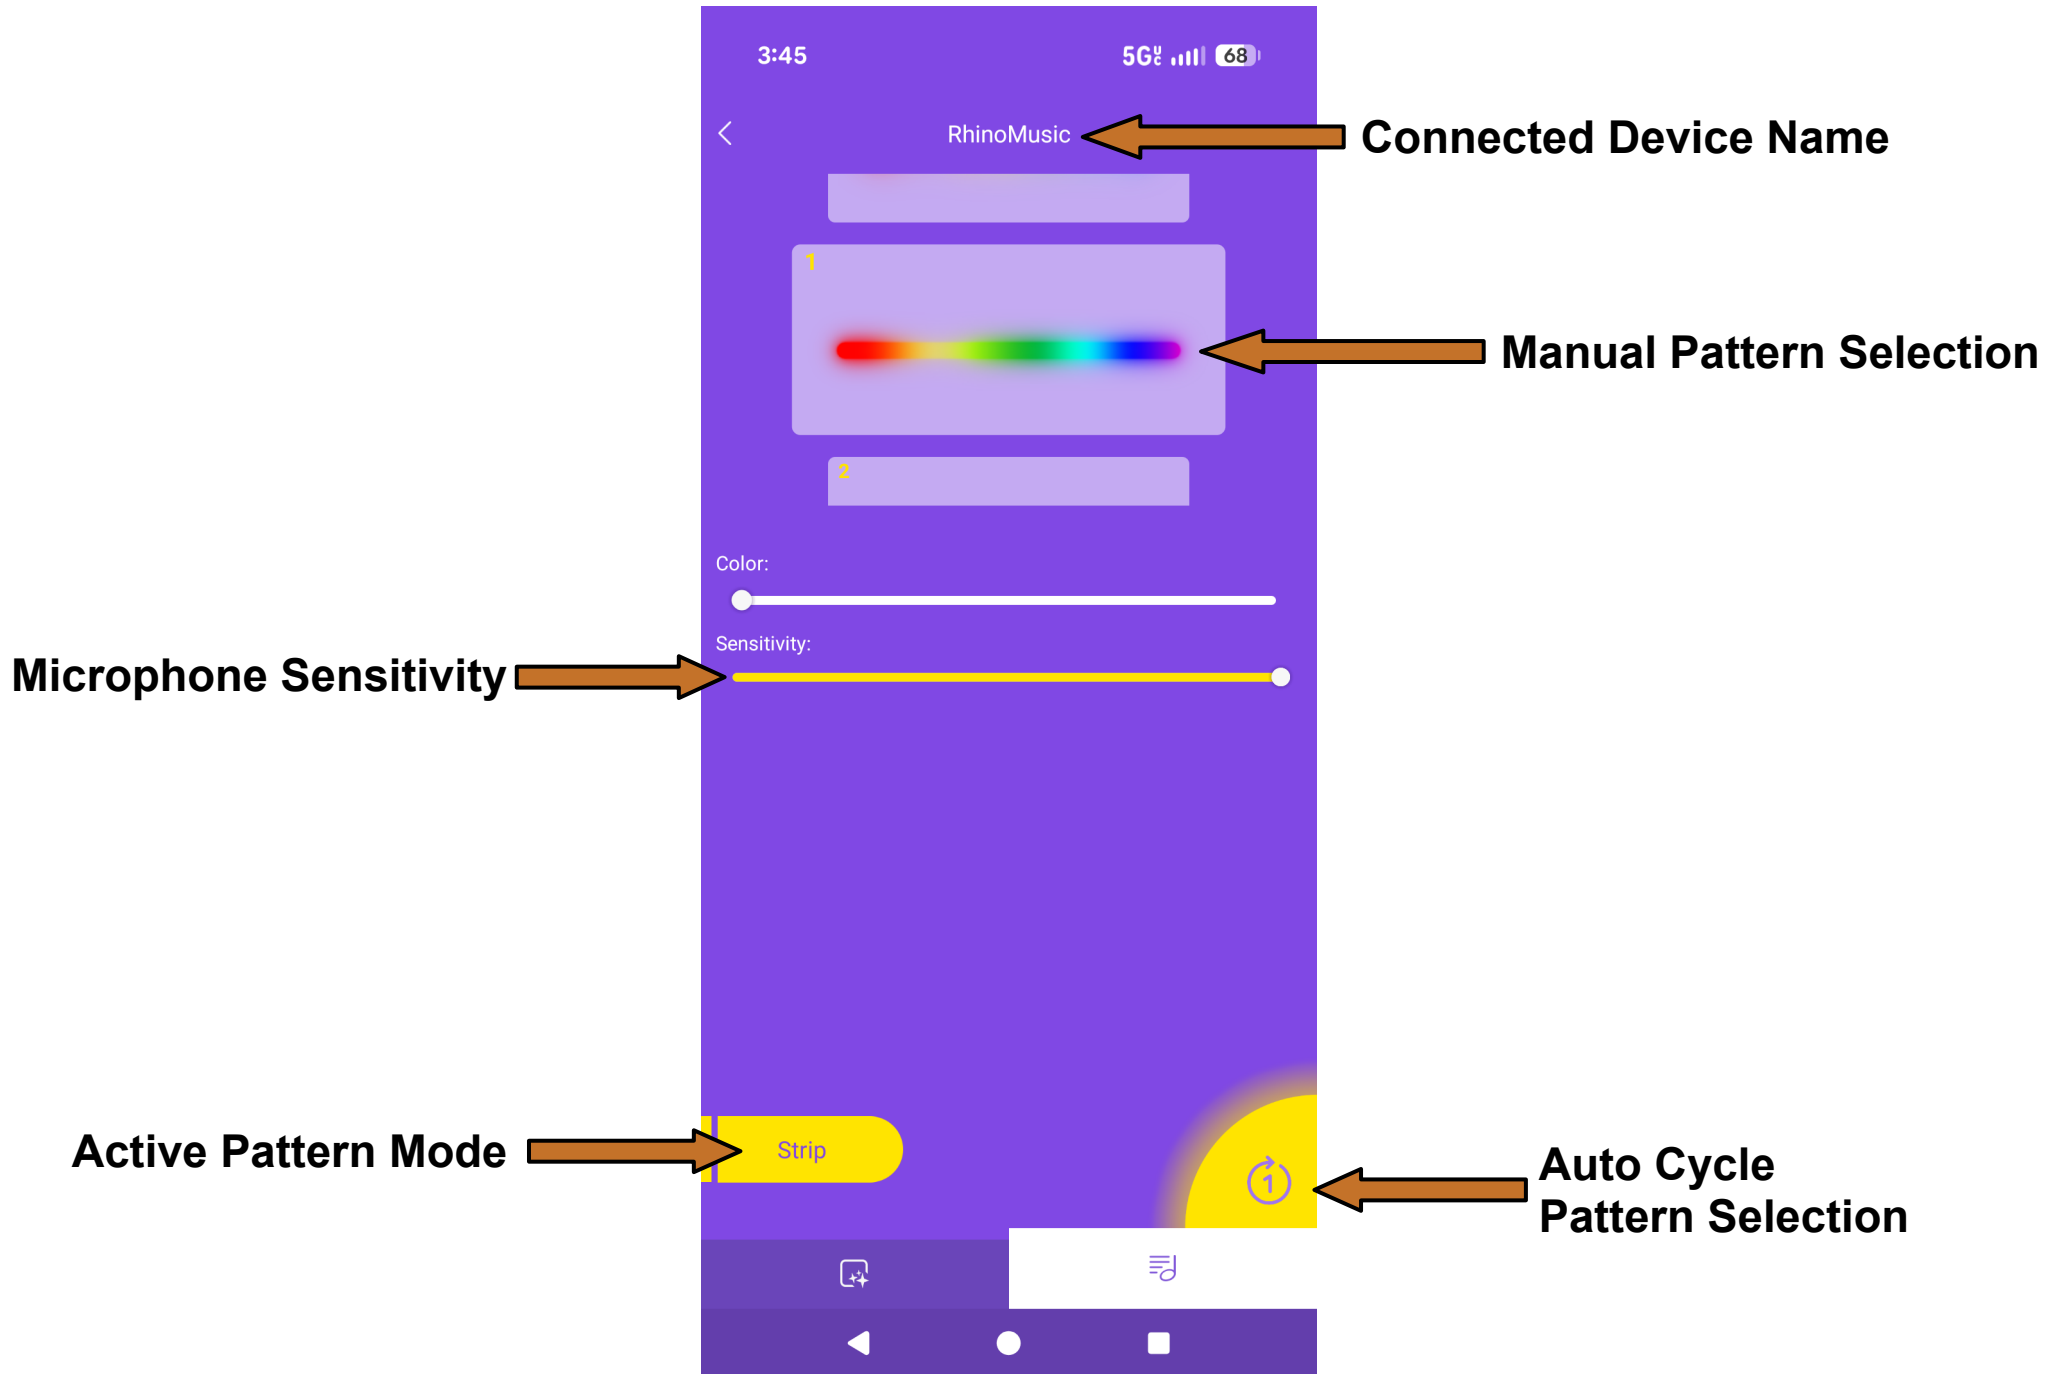 3:45
5G UC 68
RhinoMusic
Connected Device Name
1
Manual Pattern Selection
2
Color:
Sensitivity:
Microphone Sensitivity
Active Pattern Mode
Strip
1
Auto Cycle
Pattern Selection